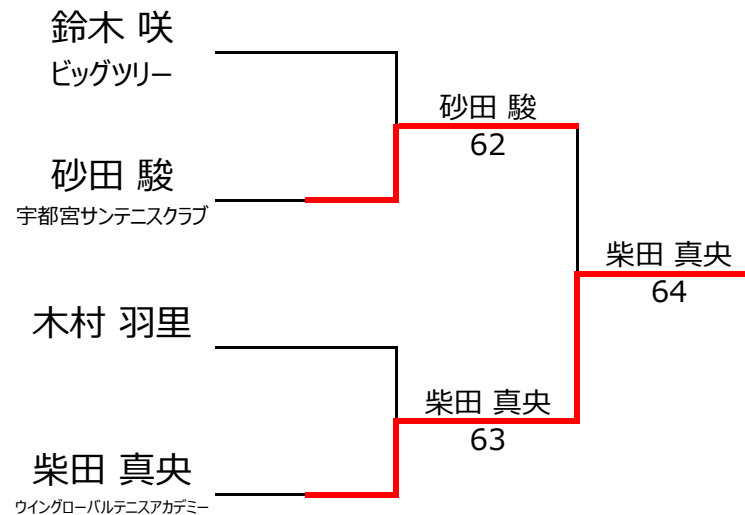 鈴木 咲
ビッグツリー
砂田 駿
62
砂田 駿
宇都宮サンテニスクラブ
柴田 真央
64
木村 羽里
柴田 真央
63
柴田 真央
ウイングローバルテニスアカデミー